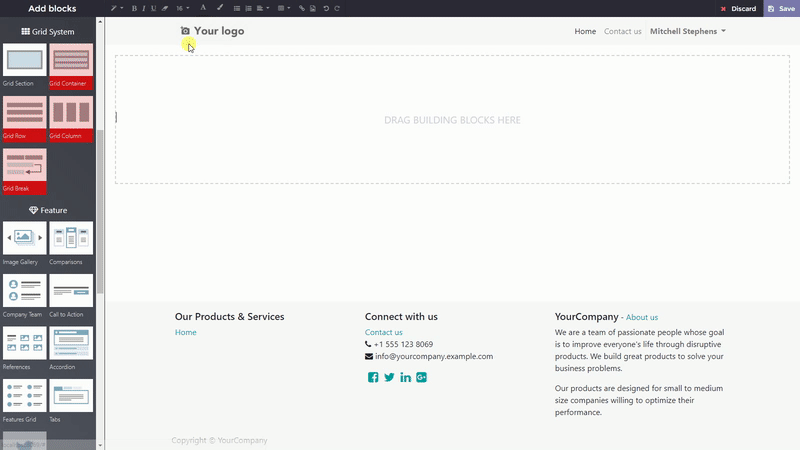 Add blocks
B I U
16
A
Discard
Save
Grid System
Grid Section
Grid Container
Grid Row
Grid Column
Grid Break
Feature
Image Gallery
Comparisons
Company Team
Call to Action
References
Accordion
Features Grid
Tabs
Your logo
Home
Contact us
Mitchell Stephens
DRAG BUILDING BLOCKS HERE
Our Products & Services
Home
Connect with us
Contact us
+1 555 123 8069
info@yourcompany.example.com
YourCompany - About us
We are a team of passionate people whose goal
is to improve everyone's life through disruptive
products. We build great products to solve your
business problems.
Our products are designed for small to medium
size companies willing to optimize their
performance.
Copyright © YourCompany